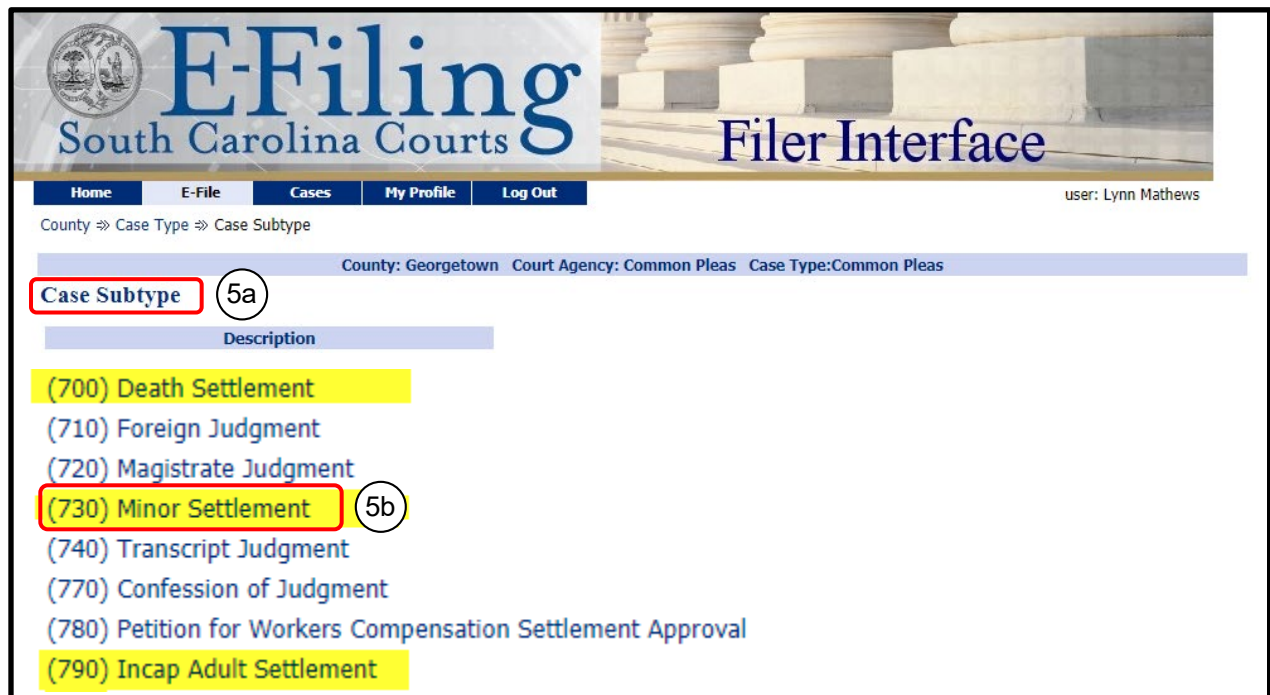 E-Filing
South Carolina Courts
Filer Interface
Home E-File Cases My Profile Log Out user: Lynn Mathews
County ⇒ Case Type ⇒ Case Subtype
County: Georgetown Court Agency: Common Pleas Case Type:Common Pleas
Case Subtype 5a
Description
(700) Death Settlement
(710) Foreign Judgment
(720) Magistrate Judgment
(730) Minor Settlement 5b
(740) Transcript Judgment
(770) Confession of Judgment
(780) Petition for Workers Compensation Settlement Approval
(790) Incap Adult Settlement